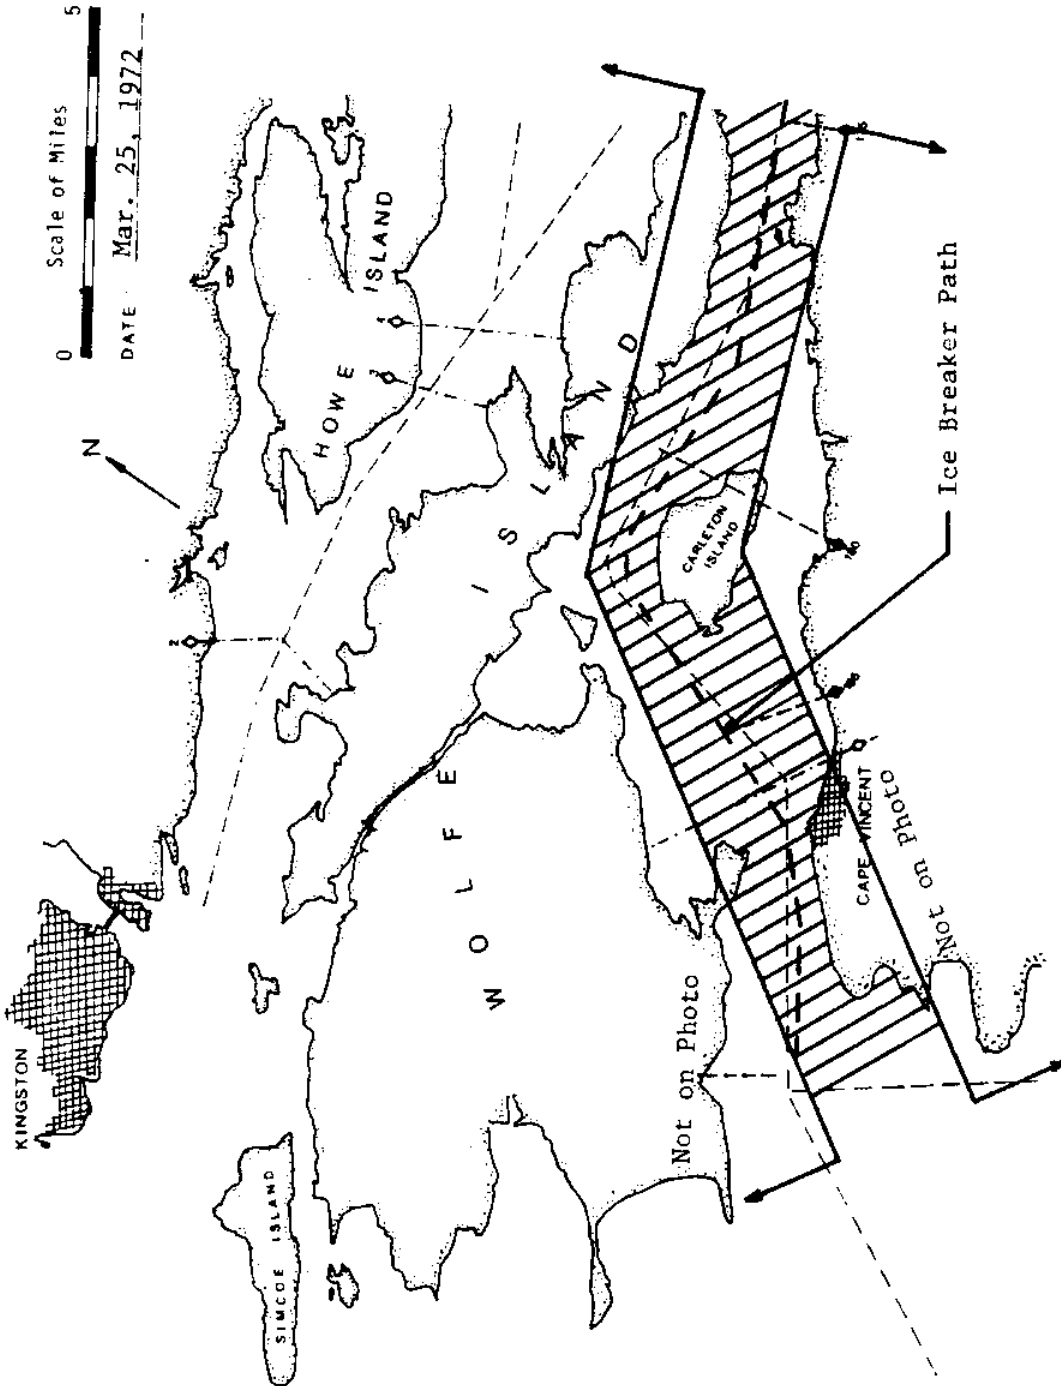 0 5
Scale of Miles
DATE Mar. 25, 1972
N
KINGSTON
HOWE
ISLAND
SIMCOE ISLAND
WOLFE
ISLAND
CARLETON
ISLAND
CAPE VINCENT
Not on Photo
Not on Photo
Ice Breaker Path
2